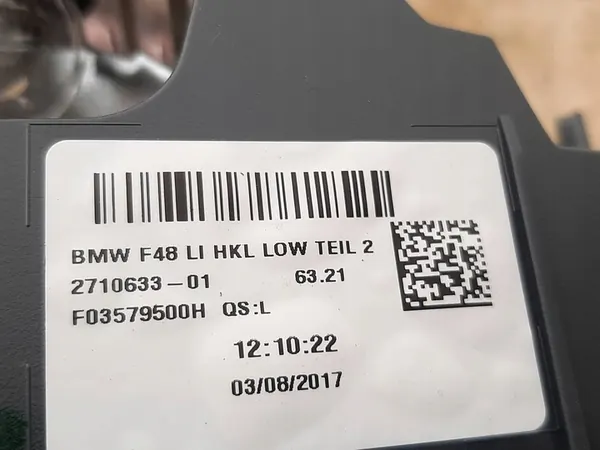 BMW F48 LI HKL LOW TEIL 2
2710633-01 63.21
F03579500H QS:L
12:10:22
03/08/2017